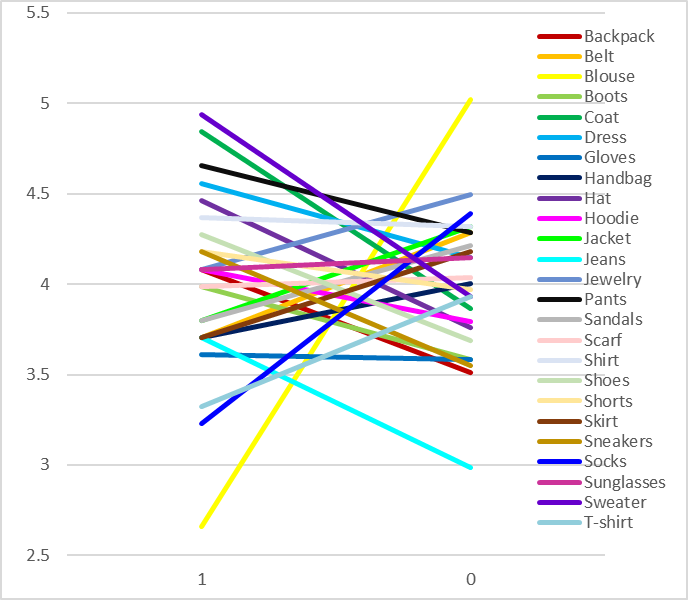 5.5
5
4.5
4
3.5
3
2.5
1
0
Backpack
Belt
Blouse
Boots
Coat
Dress
Gloves
Handbag
Hat
Hoodie
Jacket
Jeans
Jewelry
Pants
Sandals
Scarf
Shirt
Shoes
Shorts
Skirt
Sneakers
Socks
Sunglasses
Sweater
T-shirt